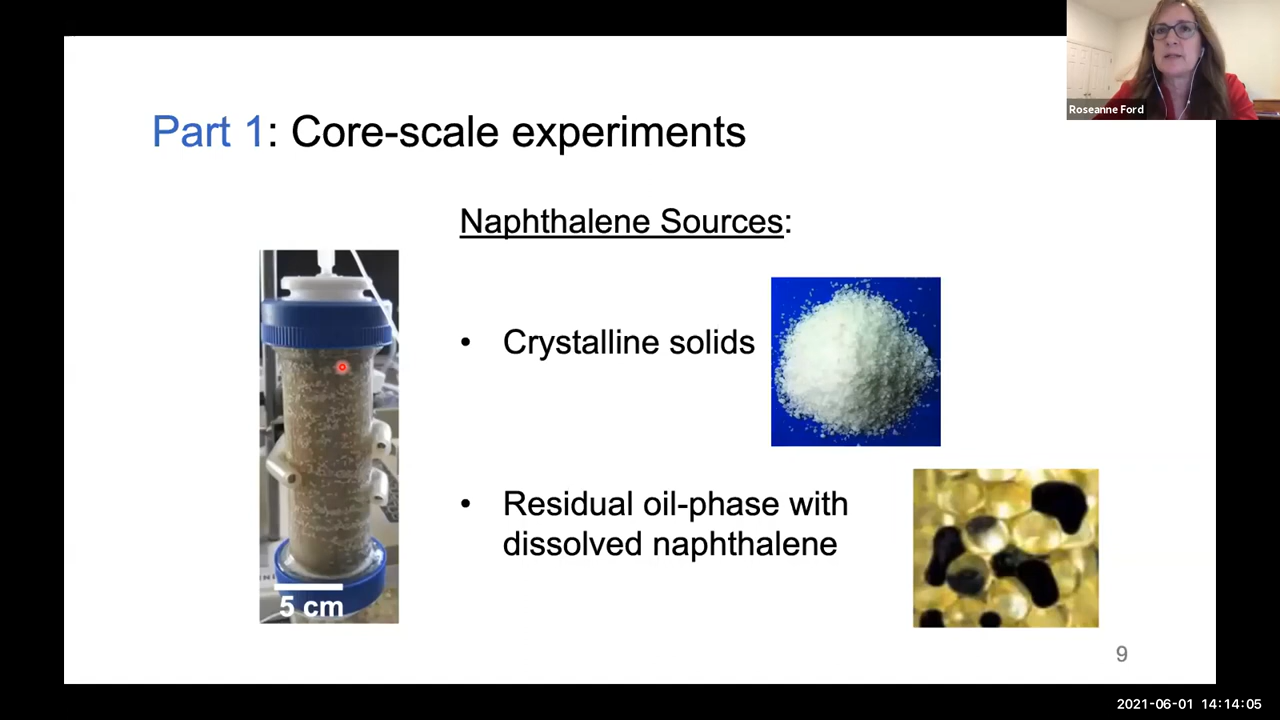 Roseanne Ford
Part 1: Core-scale experiments
Naphthalene Sources:
• Crystalline solids
• Residual oil-phase with
dissolved naphthalene
5 cm
9
2021-06-01 14:14:05